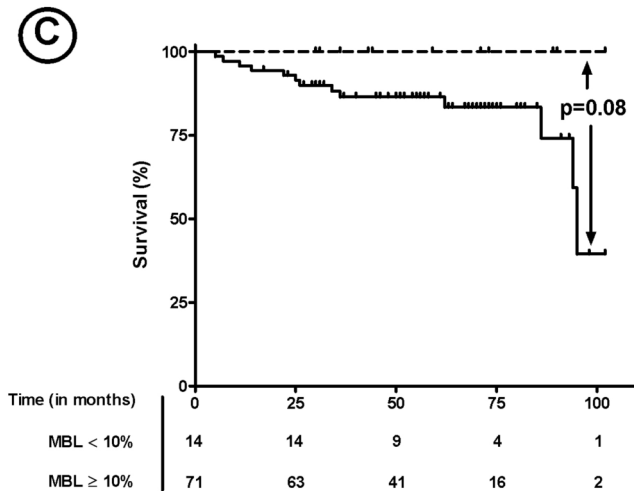 C
100
p=0.08
75
50
25
0
Survival (%)
Time (in months) 0 25 50 75 100
MBL < 10% 14 14 9 4 1
MBL ≥ 10% 71 63 41 16 2